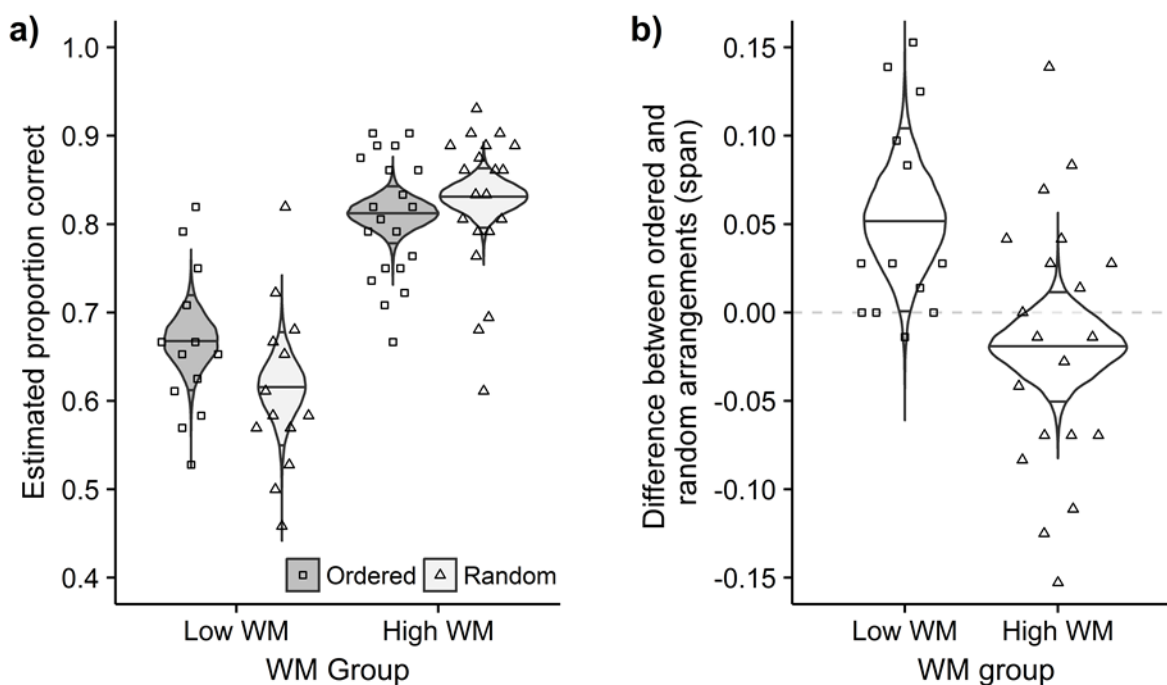 a)
Estimated proportion correct
1.0
0.9
0.8
0.7
0.6
0.5
0.4
Ordered
Random
Low WM
High WM
WM Group
b)
Difference between ordered and
random arrangements (span)
0.15
0.10
0.05
0.00
-0.05
-0.10
-0.15
Low WM
High WM
WM group